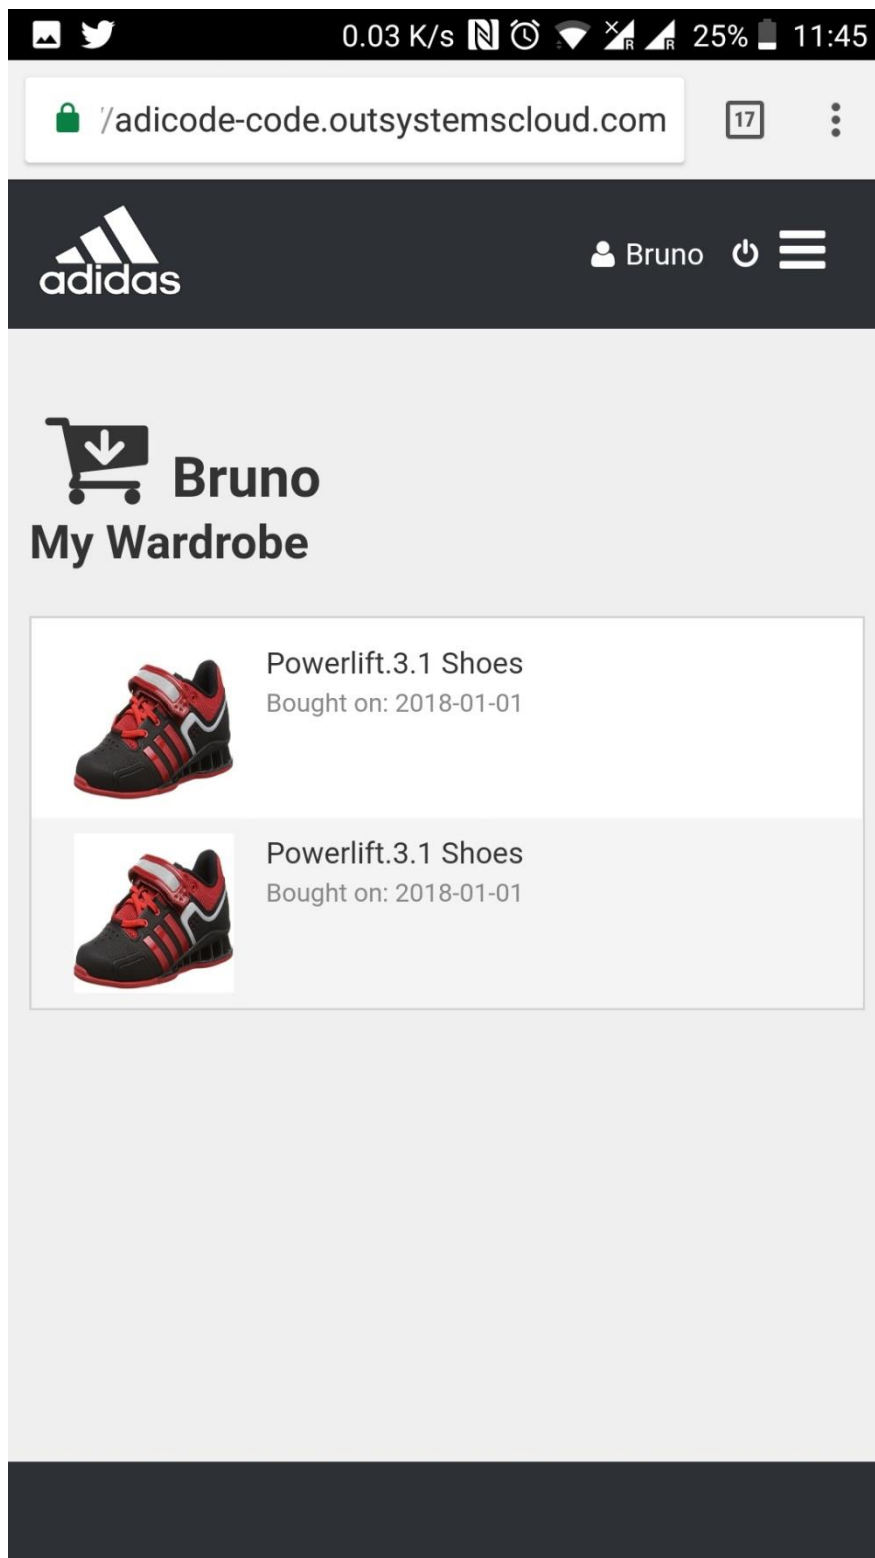 0.03 K/s R R 25% 11:45
/adicode-code.outsystemscloud.com 17
adidas Bruno
Bruno
My Wardrobe
Powerlift.3.1 Shoes
Bought on: 2018-01-01
Powerlift.3.1 Shoes
Bought on: 2018-01-01